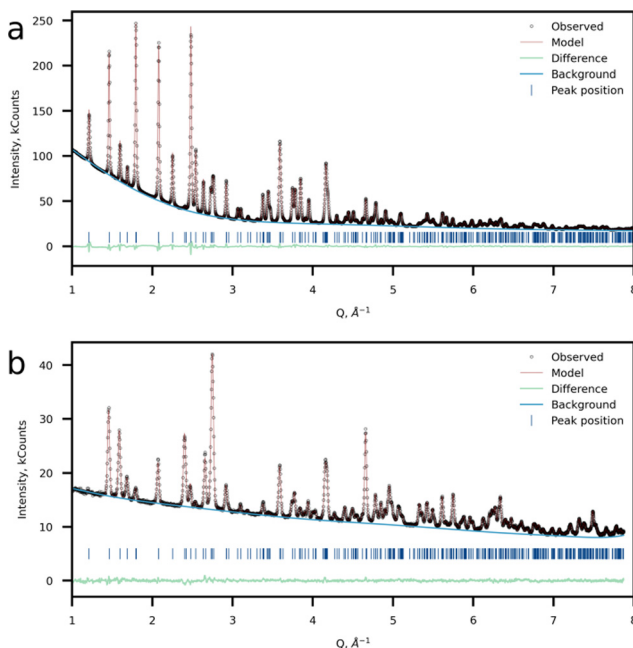 a
250
200
150
100
50
0
Intensity, kCounts
Observed
Model
Difference
Background
Peak position
1 2 3 4 5 6 7 8
Q, Å⁻¹
b
40
30
20
10
0
Intensity, kCounts
Observed
Model
Difference
Background
Peak position
1 2 3 4 5 6 7 8
Q, Å⁻¹